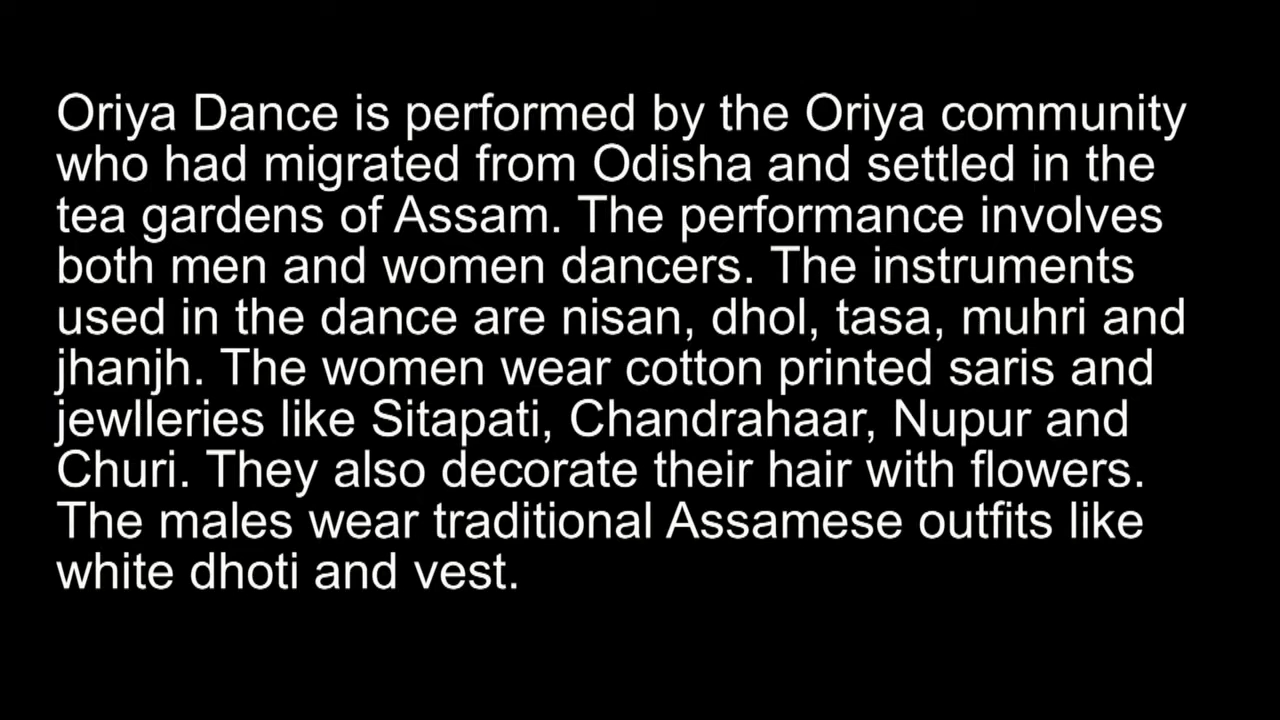 Oriya Dance is performed by the Oriya community
who had migrated from Odisha and settled in the
tea gardens of Assam. The performance involves
both men and women dancers. The instruments
used in the dance are nisan, dhol, tasa, muhri and
jhanjh. The women wear cotton printed saris and
jewlleries like Sitapati, Chandrahaar, Nupur and
Churi. They also decorate their hair with flowers.
The males wear traditional Assamese outfits like
white dhoti and vest.